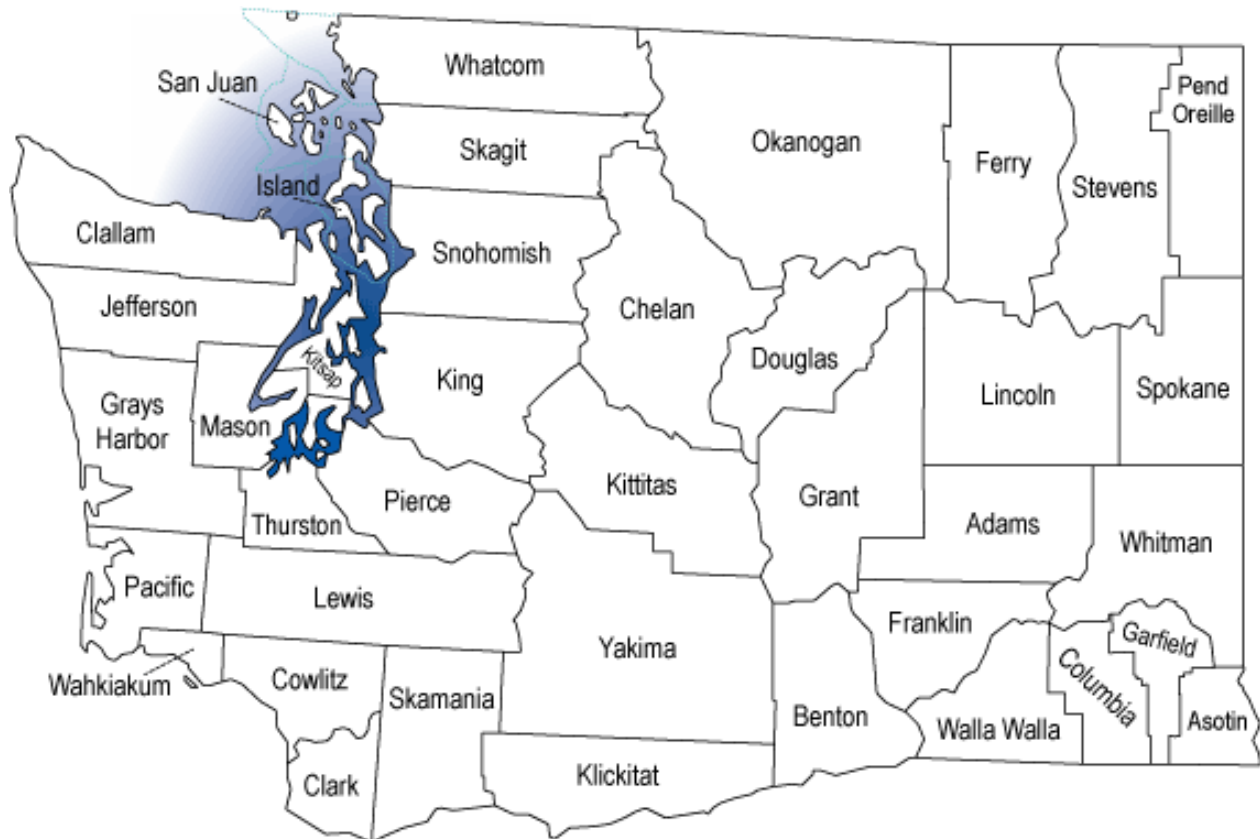 Whatcom
San Juan
Pend
Oreille
Okanogan
Skagit
Ferry
Stevens
Island
Clallam
Snohomish
Jefferson
Chelan
Douglas
Kitsap
King
Lincoln
Spokane
Grays
Harbor
Mason
Kittitas
Grant
Pierce
Thurston
Adams
Whitman
Pacific
Lewis
Franklin
Garfield
Yakima
Wahkiakum
Cowlitz
Skamania
Columbia
Benton
Walla Walla
Asotin
Clark
Klickitat